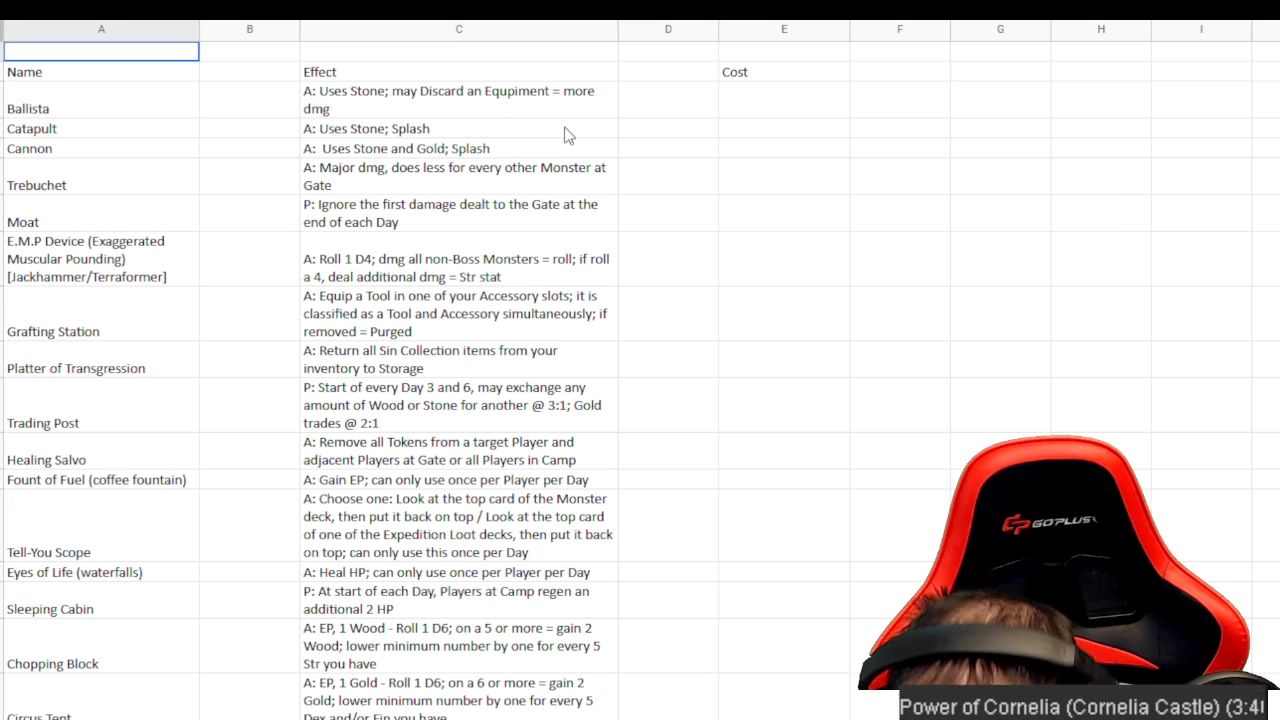 A B C D E F G H I
Name Effect Cost
Ballista
A: Uses Stone; may Discard an Equpiment = more
dmg
Catapult
A: Uses Stone; Splash
Cannon
A:  Uses Stone and Gold; Splash
Trebuchet
A: Major dmg, does less for every other Monster at
Gate
Moat
P: Ignore the first damage dealt to the Gate at the
end of each Day
E.M.P Device (Exaggerated
Muscular Pounding)
[Jackhammer/Terraformer]
A: Roll 1 D4; dmg all non-Boss Monsters = roll; if roll
a 4, deal additional dmg = Str stat
Grafting Station
A: Equip a Tool in one of your Accessory slots; it is
classified as a Tool and Accessory simultaneously; if
removed = Purged
Platter of Transgression
A: Return all Sin Collection items from your
inventory to Storage
Trading Post
P: Start of every Day 3 and 6, may exchange any
amount of Wood or Stone for another @ 3:1; Gold
trades @ 2:1
Healing Salvo
A: Remove all Tokens from a target Player and
adjacent Players at Gate or all Players in Camp
Fount of Fuel (coffee fountain)
A: Gain EP; can only use once per Player per Day
Tell-You Scope
A: Choose one: Look at the top card of the Monster
deck, then put it back on top / Look at the top card
of one of the Expedition Loot decks, then put it back
on top; can only use this once per Day
Eyes of Life (waterfalls)
A: Heal HP; can only use once per Player per Day
Sleeping Cabin
P: At start of each Day, Players at Camp regen an
additional 2 HP
Chopping Block
A: EP, 1 Wood - Roll 1 D6; on a 5 or more = gain 2
Wood; lower minimum number by one for every 5
Str you have
Circus Tent
A: EP, 1 Gold - Roll 1 D6; on a 6 or more = gain 2
Gold; lower minimum number by one for every 5
Dex and/or Fin you have
GOPLUS
Power of Cornelia (Cornelia Castle) (3:4